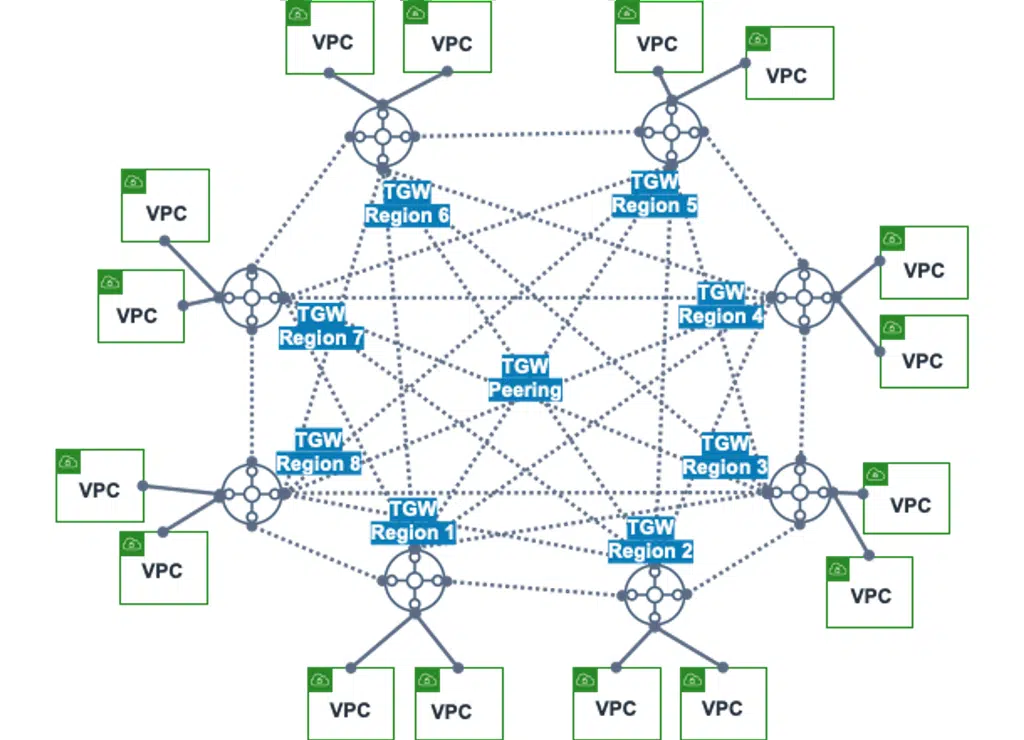 VPC
VPC
VPC
VPC
TGW
Region 6
TGW
Region 5
VPC
VPC
VPC
VPC
TGW
Region 7
TGW
Region 4
TGW
Peering
TGW
Region 8
TGW
Region 3
VPC
VPC
VPC
VPC
TGW
Region 1
TGW
Region 2
VPC
VPC
VPC
VPC